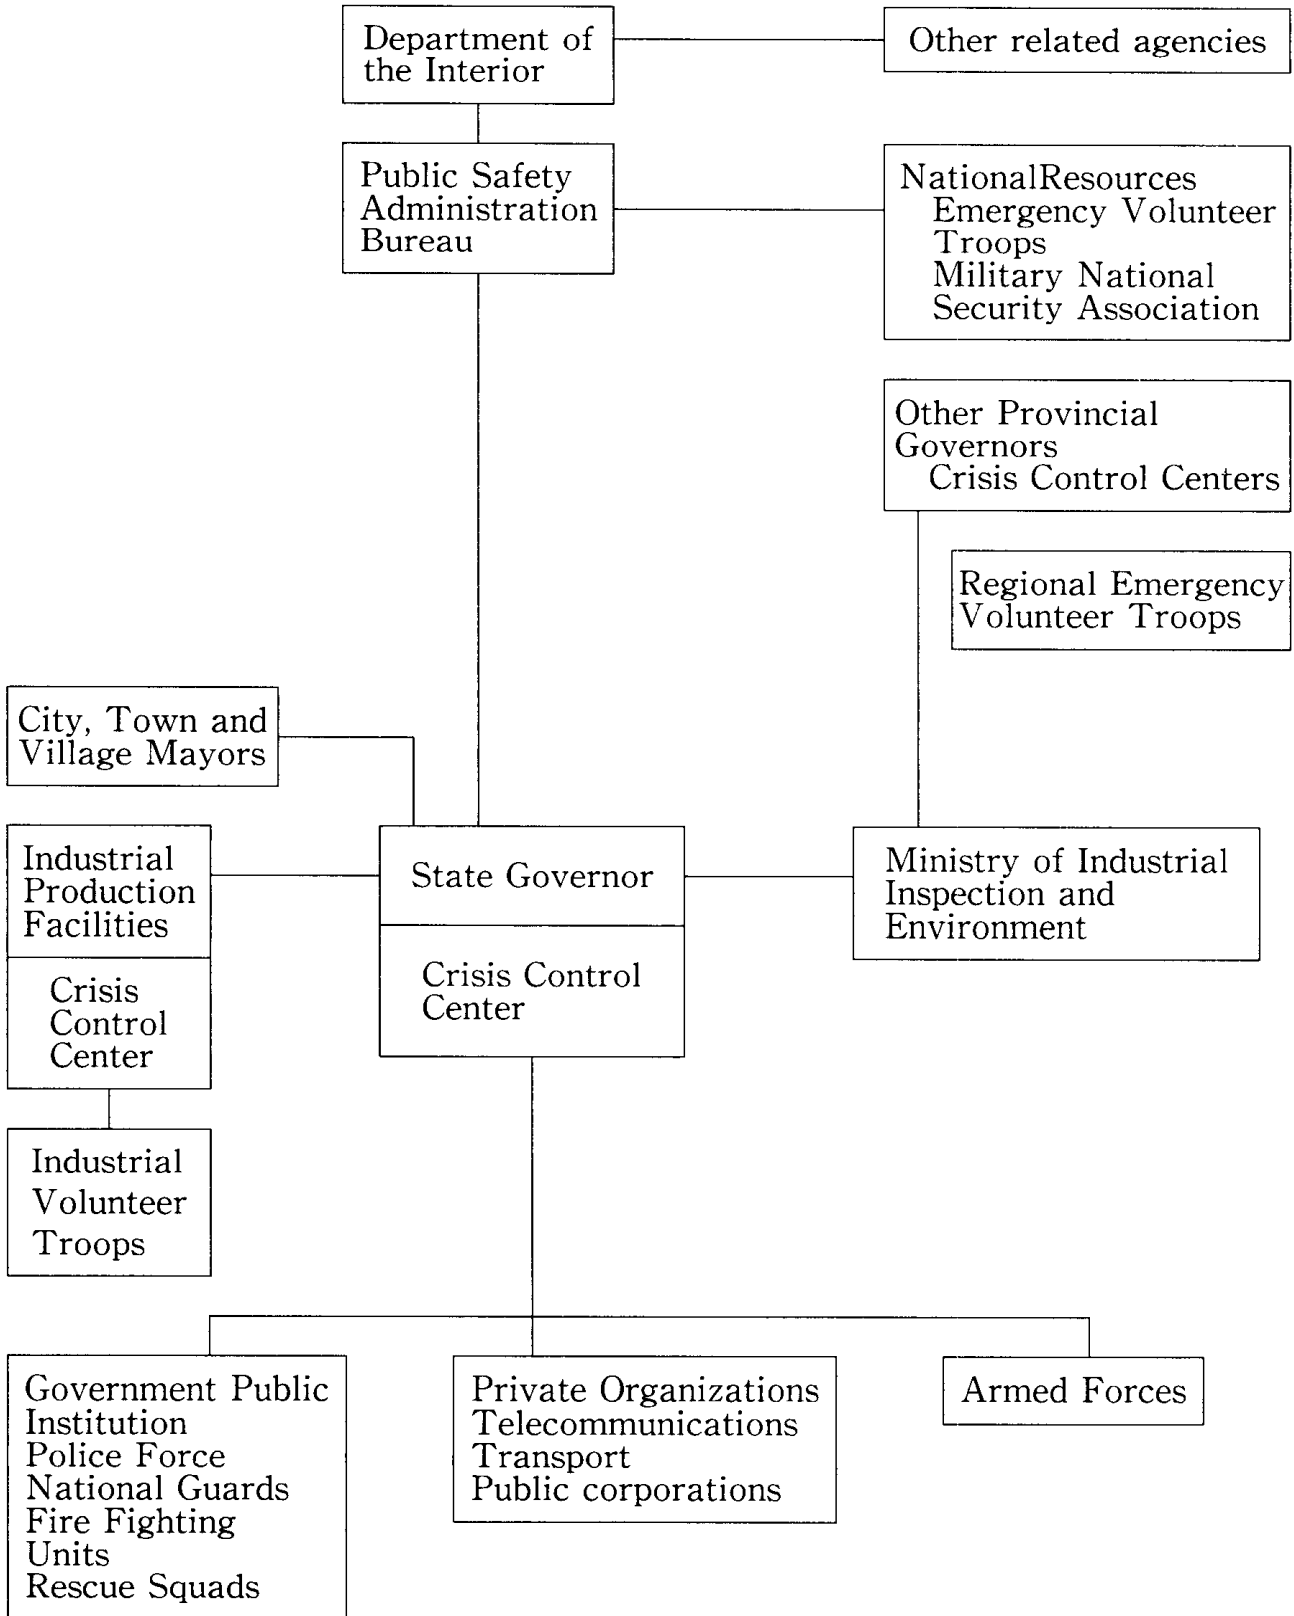 Department of
the Interior
Other related agencies
Public Safety
Administration
Bureau
NationalResources
Emergency Volunteer
Troops
Military National
Security Association
Other Provincial
Governors
Crisis Control Centers
Regional Emergency
Volunteer Troops
City, Town and
Village Mayors
Industrial
Production
Facilities
Crisis
Control
Center
State Governor
Crisis Control
Center
Ministry of Industrial
Inspection and
Environment
Industrial
Volunteer
Troops
Government Public
Institution
Police Force
National Guards
Fire Fighting
Units
Rescue Squads
Private Organizations
Telecommunications
Transport
Public corporations
Armed Forces